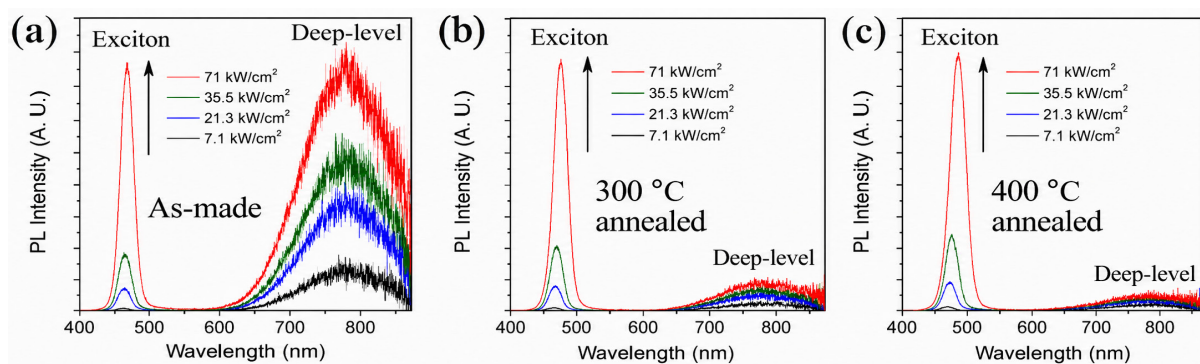 (a)
Exciton
Deep-level
71 kW/cm²
35.5 kW/cm²
21.3 kW/cm²
7.1 kW/cm²
As-made
PL Intensity (A. U.)
400 500 600 700 800
Wavelength (nm)
(b)
Exciton
71 kW/cm²
35.5 kW/cm²
21.3 kW/cm²
7.1 kW/cm²
300 °C
annealed
Deep-level
PL Intensity (A. U.)
400 500 600 700 800
Wavelength (nm)
(c)
Exciton
71 kW/cm²
35.5 kW/cm²
21.3 kW/cm²
7.1 kW/cm²
400 °C
annealed
Deep-level
PL Intensity (A. U.)
400 500 600 700 800
Wavelength (nm)